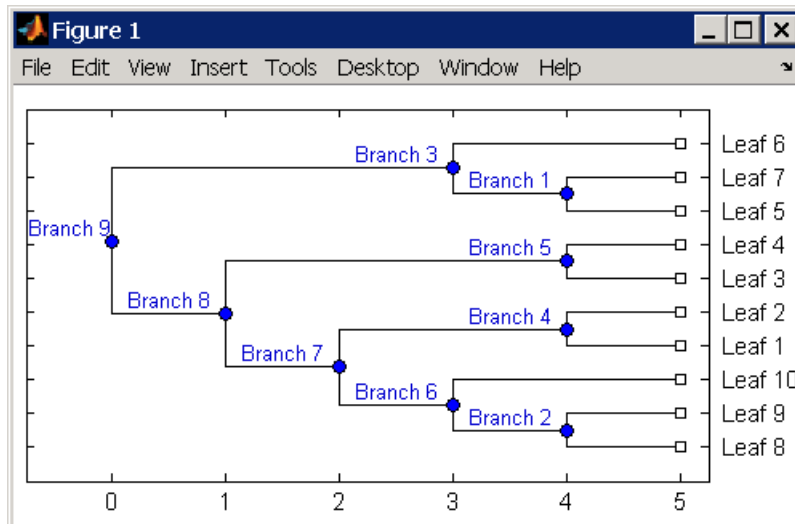 Figure 1
File Edit View Insert Tools Desktop Window Help
Leaf 6
Branch 3
Leaf 7
Branch 1
Leaf 5
Branch 9
Leaf 4
Branch 5
Leaf 3
Branch 8
Leaf 2
Branch 4
Leaf 1
Branch 7
Leaf 10
Branch 6
Leaf 9
Branch 2
Leaf 8
0 1 2 3 4 5